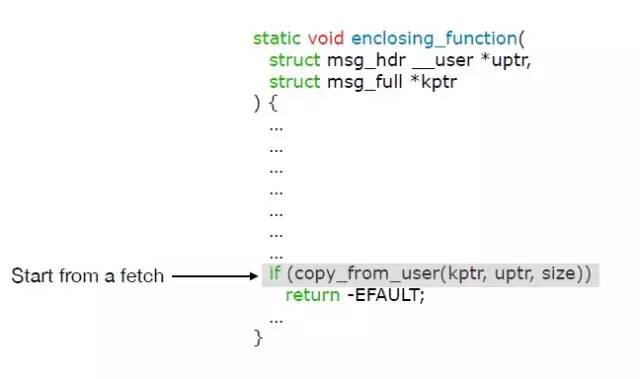 static void enclosing_function(
struct msg_hdr __user *uptr,
struct msg_full *kptr
) {
...
...
...
...
...
...
...
Start from a fetch if (copy_from_user(kptr, uptr, size))
return -EFAULT;
...
}